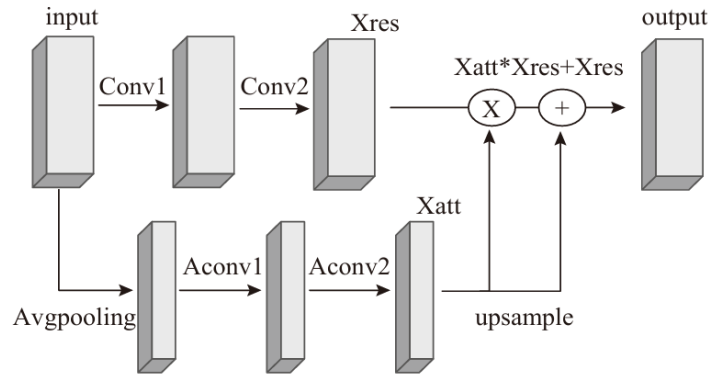 input
Xres
output
Conv1
Conv2
Xatt*Xres+Xres
X
+
Xatt
Aconv1
Aconv2
Avgpooling
upsample